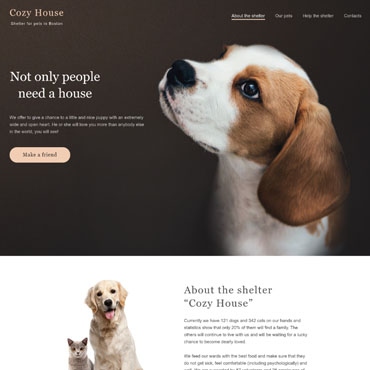 Cozy House
Shelter for pets in Boston
About the shelter
Our pets
Help the shelter
Contacts
Not only people
need a house
We offer to give a chance to a little and nice puppy with an extremely
wide and open heart. He or she will love you more than anybody else
in the world, you will see!
Make a friend
About the shelter
“Cozy House”
Currently we have 121 dogs and 342 cats on our hands and
statistics show that only 20% of them will find a family. The
others will continue to live with us and will be waiting for a lucky
chance to become dearly loved.
We feed our wards with the best food and make sure that they
do not get sick, feel comfortable (including psychologically) and